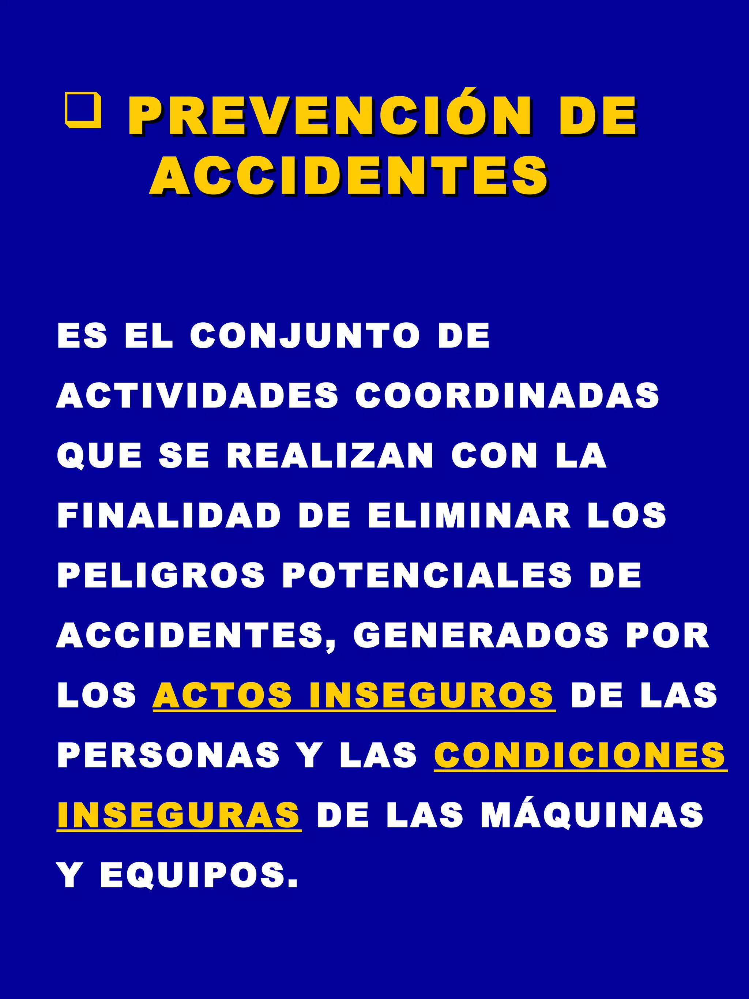 ❑ PREVENCIÓN DE
ACCIDENTES
ES EL CONJUNTO DE
ACTIVIDADES COORDINADAS
QUE SE REALIZAN CON LA
FINALIDAD DE ELIMINAR LOS
PELIGROS POTENCIALES DE
ACCIDENTES, GENERADOS POR
LOS ACTOS INSEGUROS DE LAS
PERSONAS Y LAS CONDICIONES
INSEGURAS DE LAS MÁQUINAS
Y EQUIPOS.